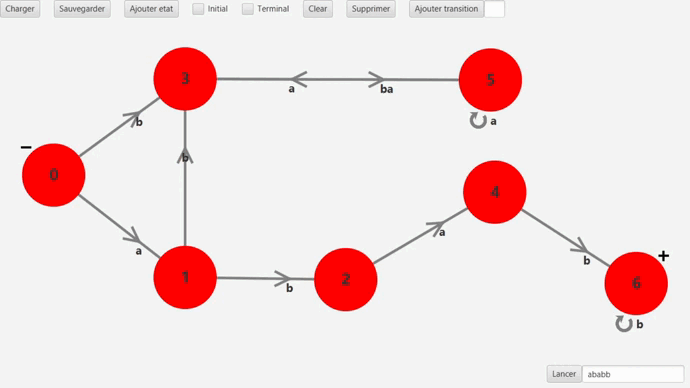 Charger Sauvegarder Ajouter etat Initial Terminal Clear Supprimer Ajouter transition
3
5
a
ba
b
a
−
0
b
4
a
b
a
1
b
2
b
6
+
b
Lancer ababb